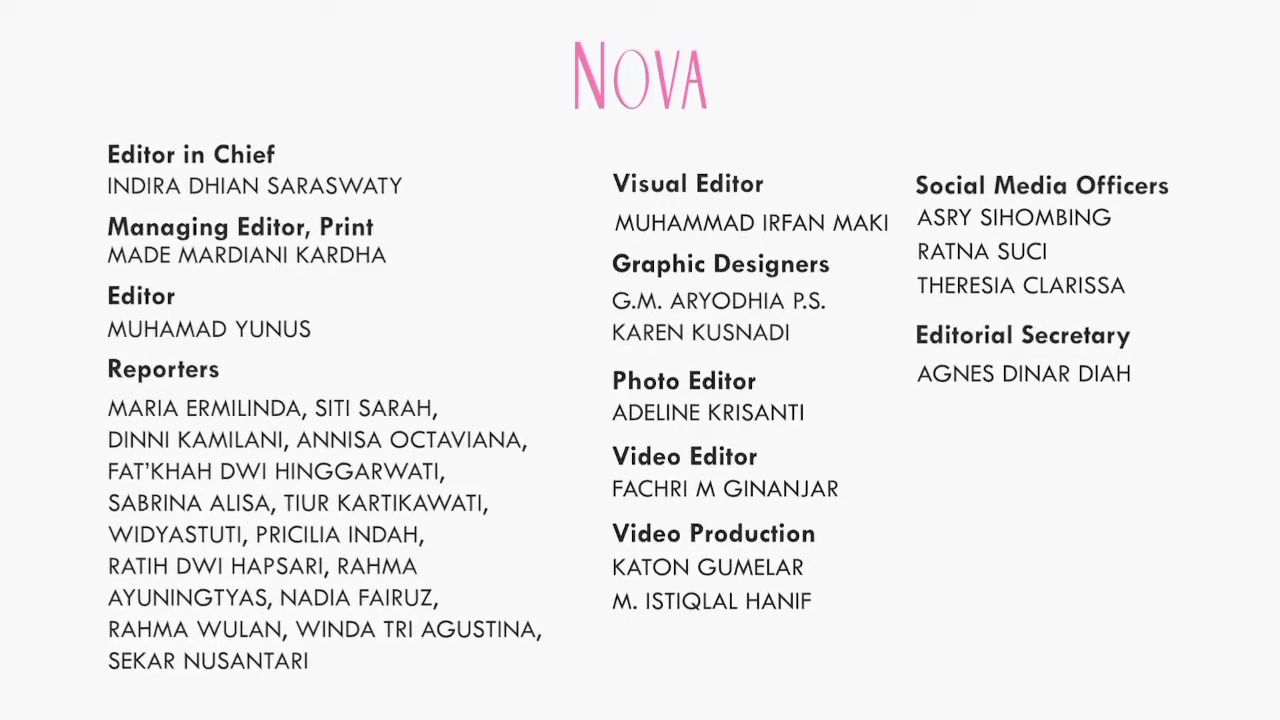 NOVA
Editor in Chief
INDIRA DHIAN SARASWATY
Managing Editor, Print
MADE MARDIANI KARDHA
Editor
MUHAMAD YUNUS
Reporters
MARIA ERMILINDA, SITI SARAH,
DINNI KAMILANI, ANNISA OCTAVIANA,
FAT'KHAH DWI HINGGARWATI,
SABRINA ALISA, TIUR KARTIKAWATI,
WIDYASTUTI, PRICILIA INDAH,
RATIH DWI HAPSARI, RAHMA
AYUNINGTYAS, NADIA FAIRUZ,
RAHMA WULAN, WINDA TRI AGUSTINA,
SEKAR NUSANTARI
Visual Editor
MUHAMMAD IRFAN MAKI
Graphic Designers
G.M. ARYODHIA P.S.
KAREN KUSNADI
Photo Editor
ADELINE KRISANTI
Video Editor
FACHRI M GINANJAR
Video Production
KATON GUMELAR
M. ISTIQLAL HANIF
Social Media Officers
ASRY SIHOMBING
RATNA SUCI
THERESIA CLARISSA
Editorial Secretary
AGNES DINAR DIAH